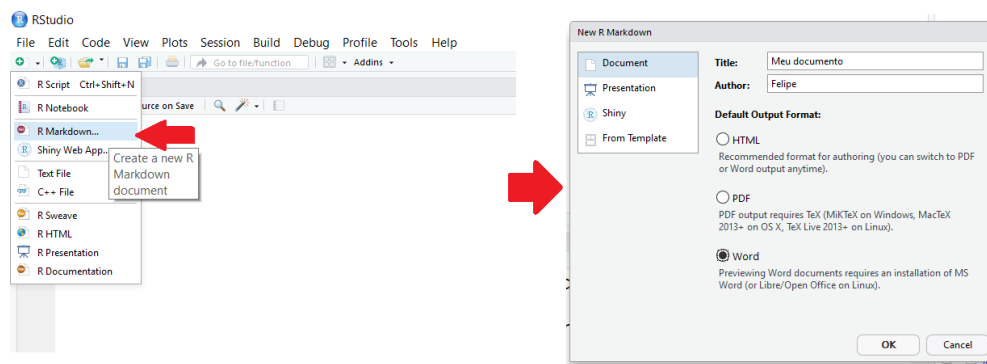 RStudio
File Edit Code View Plots Session Build Debug Profile Tools Help
Go to file/function Addins
R Script Ctrl+Shift+N
R Notebook
urce on Save
R Markdown...
Shiny Web App...
Create a new R
Markdown
document
Text File
C++ File
R Sweave
R HTML
R Presentation
R Documentation
New R Markdown
Document
Presentation
Shiny
From Template
Title: Meu documento
Author: Felipe
Default Output Format:
HTML
Recommended format for authoring (you can switch to PDF
or Word output anytime).
PDF
PDF output requires TeX (MiKTeX on Windows, MacTeX
2013+ on OS X, TeX Live 2013+ on Linux).
Word
Previewing Word documents requires an installation of MS
Word (or Libre/Open Office on Linux).
OK Cancel